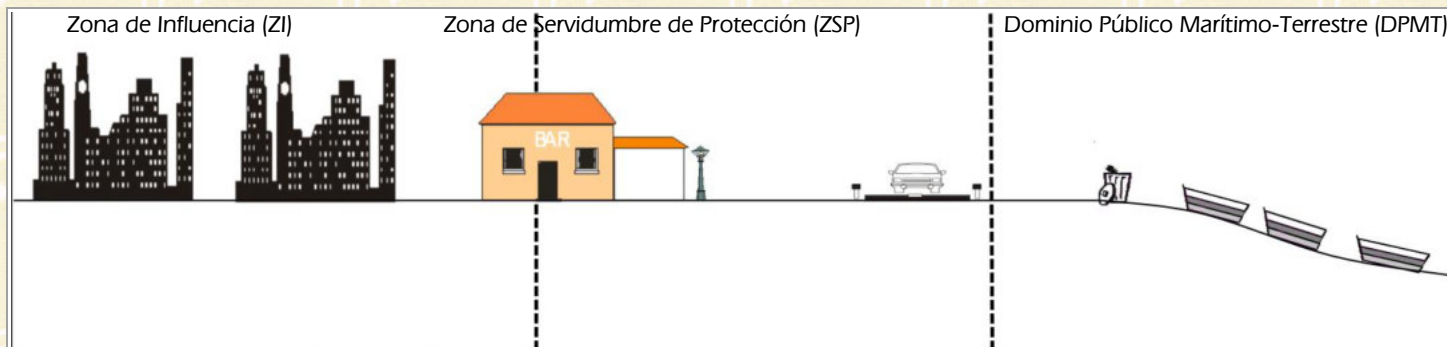 Zona de Influencia (ZI)
Zona de Servidumbre de Protección (ZSP)
Dominio Público Marítimo-Terrestre (DPMT)
BAR